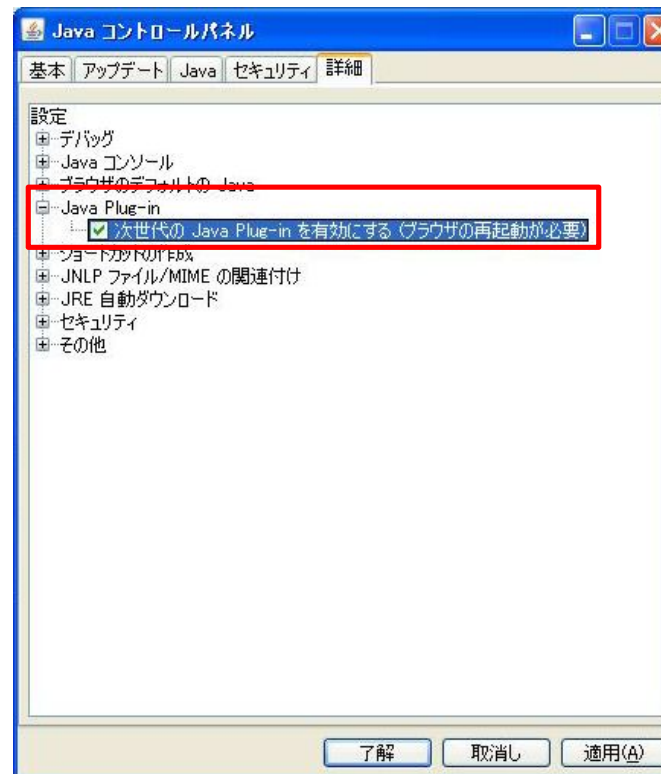 Java コントロールパネル
基本 アップデート Java セキュリティ 詳細
設定
デバッグ
Java コンソール
ブラウザのデフォルトの Java
Java Plug-in
次世代の Java Plug-in を有効にする (ブラウザの再起動が必要)
ショートカットの作成
JNLP ファイル/MIME の関連付け
JRE 自動ダウンロード
セキュリティ
その他
了解 取消し 適用(A)